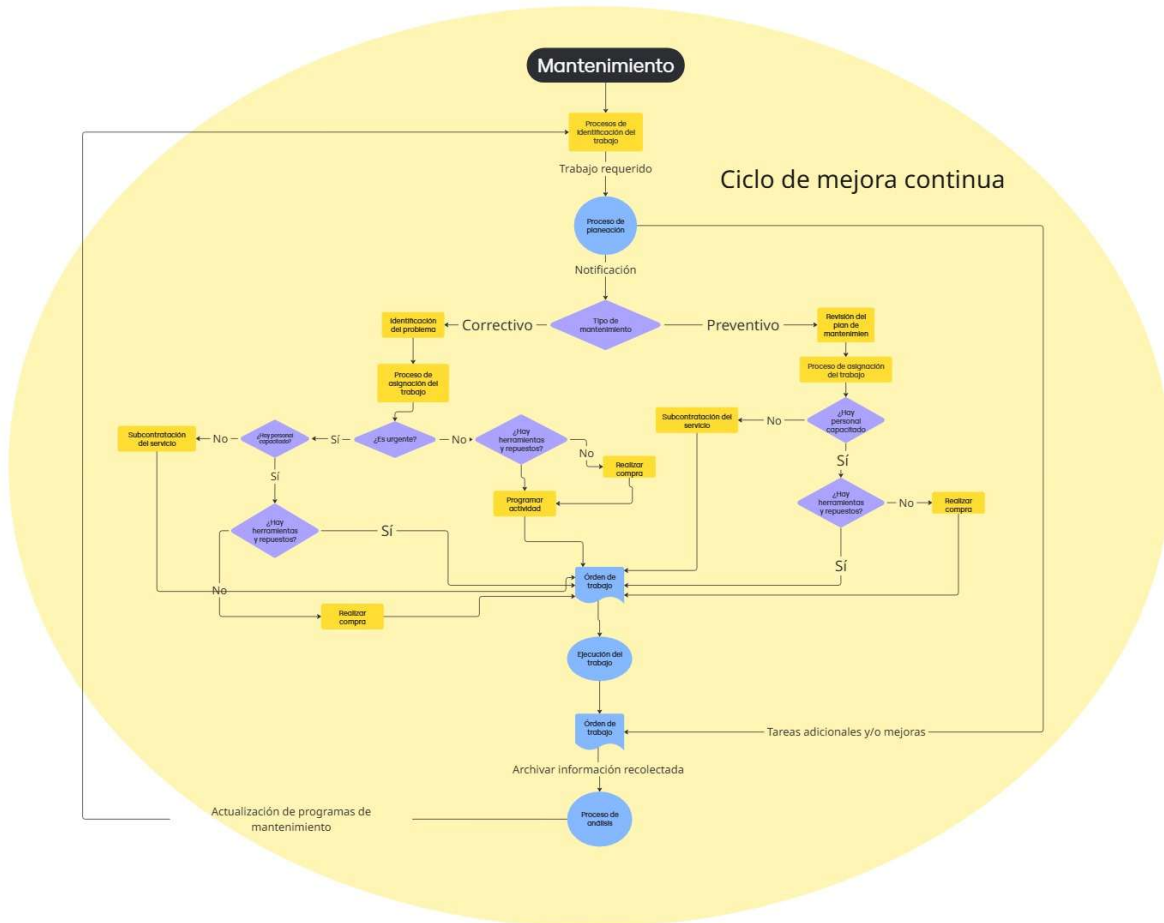 Mantenimiento
Procesos de
identificación del
trabajo
Trabajo requerido
Ciclo de mejora continua
Proceso de
planeación
Notificación
Tipo de
mantenimiento
Correctivo
Preventivo
Identificación
del problema
Revisión del
plan de
mantenimien
Proceso de
asignación del
trabajo
Proceso de asignación
del trabajo
Subcontratación
del servicio
No
¿Hay personal
capacitado?
Sí
¿Es urgente?
No
¿Hay
herramientas
y repuestos?
No
Realizar
compra
Subcontratación del
servicio
No
¿Hay
personal
capacitado
Sí
Sí
Programar
actividad
¿Hay
herramientas
y repuestos?
No
Realizar
compra
¿Hay
herramientas
y repuestos?
Sí
Sí
No
Realizar
compra
Órden de
trabajo
Ejecución del
trabajo
Órden de
trabajo
Tareas adicionales y/o mejoras
Archivar información recolectada
Proceso de
análisis
Actualización de programas de
mantenimiento